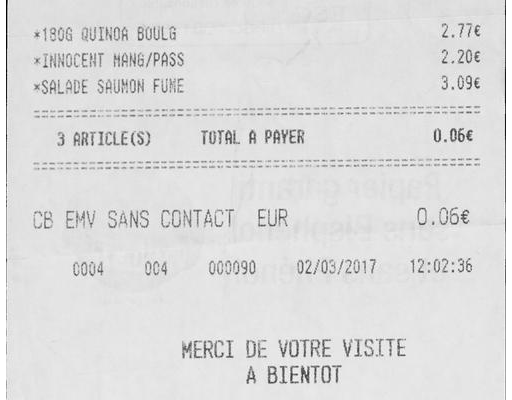 *180G QUINOA BOULG 2.77€
*INNOCENT MANG/PASS 2.20€
*SALADE SAUMON FUME 3.09€
3 ARTICLE(S) TOTAL A PAYER 0.06€
CB EMV SANS CONTACT EUR 0.06€
0004 004 000090 02/03/2017 12:02:36
MERCI DE VOTRE VISITE
A BIENTOT